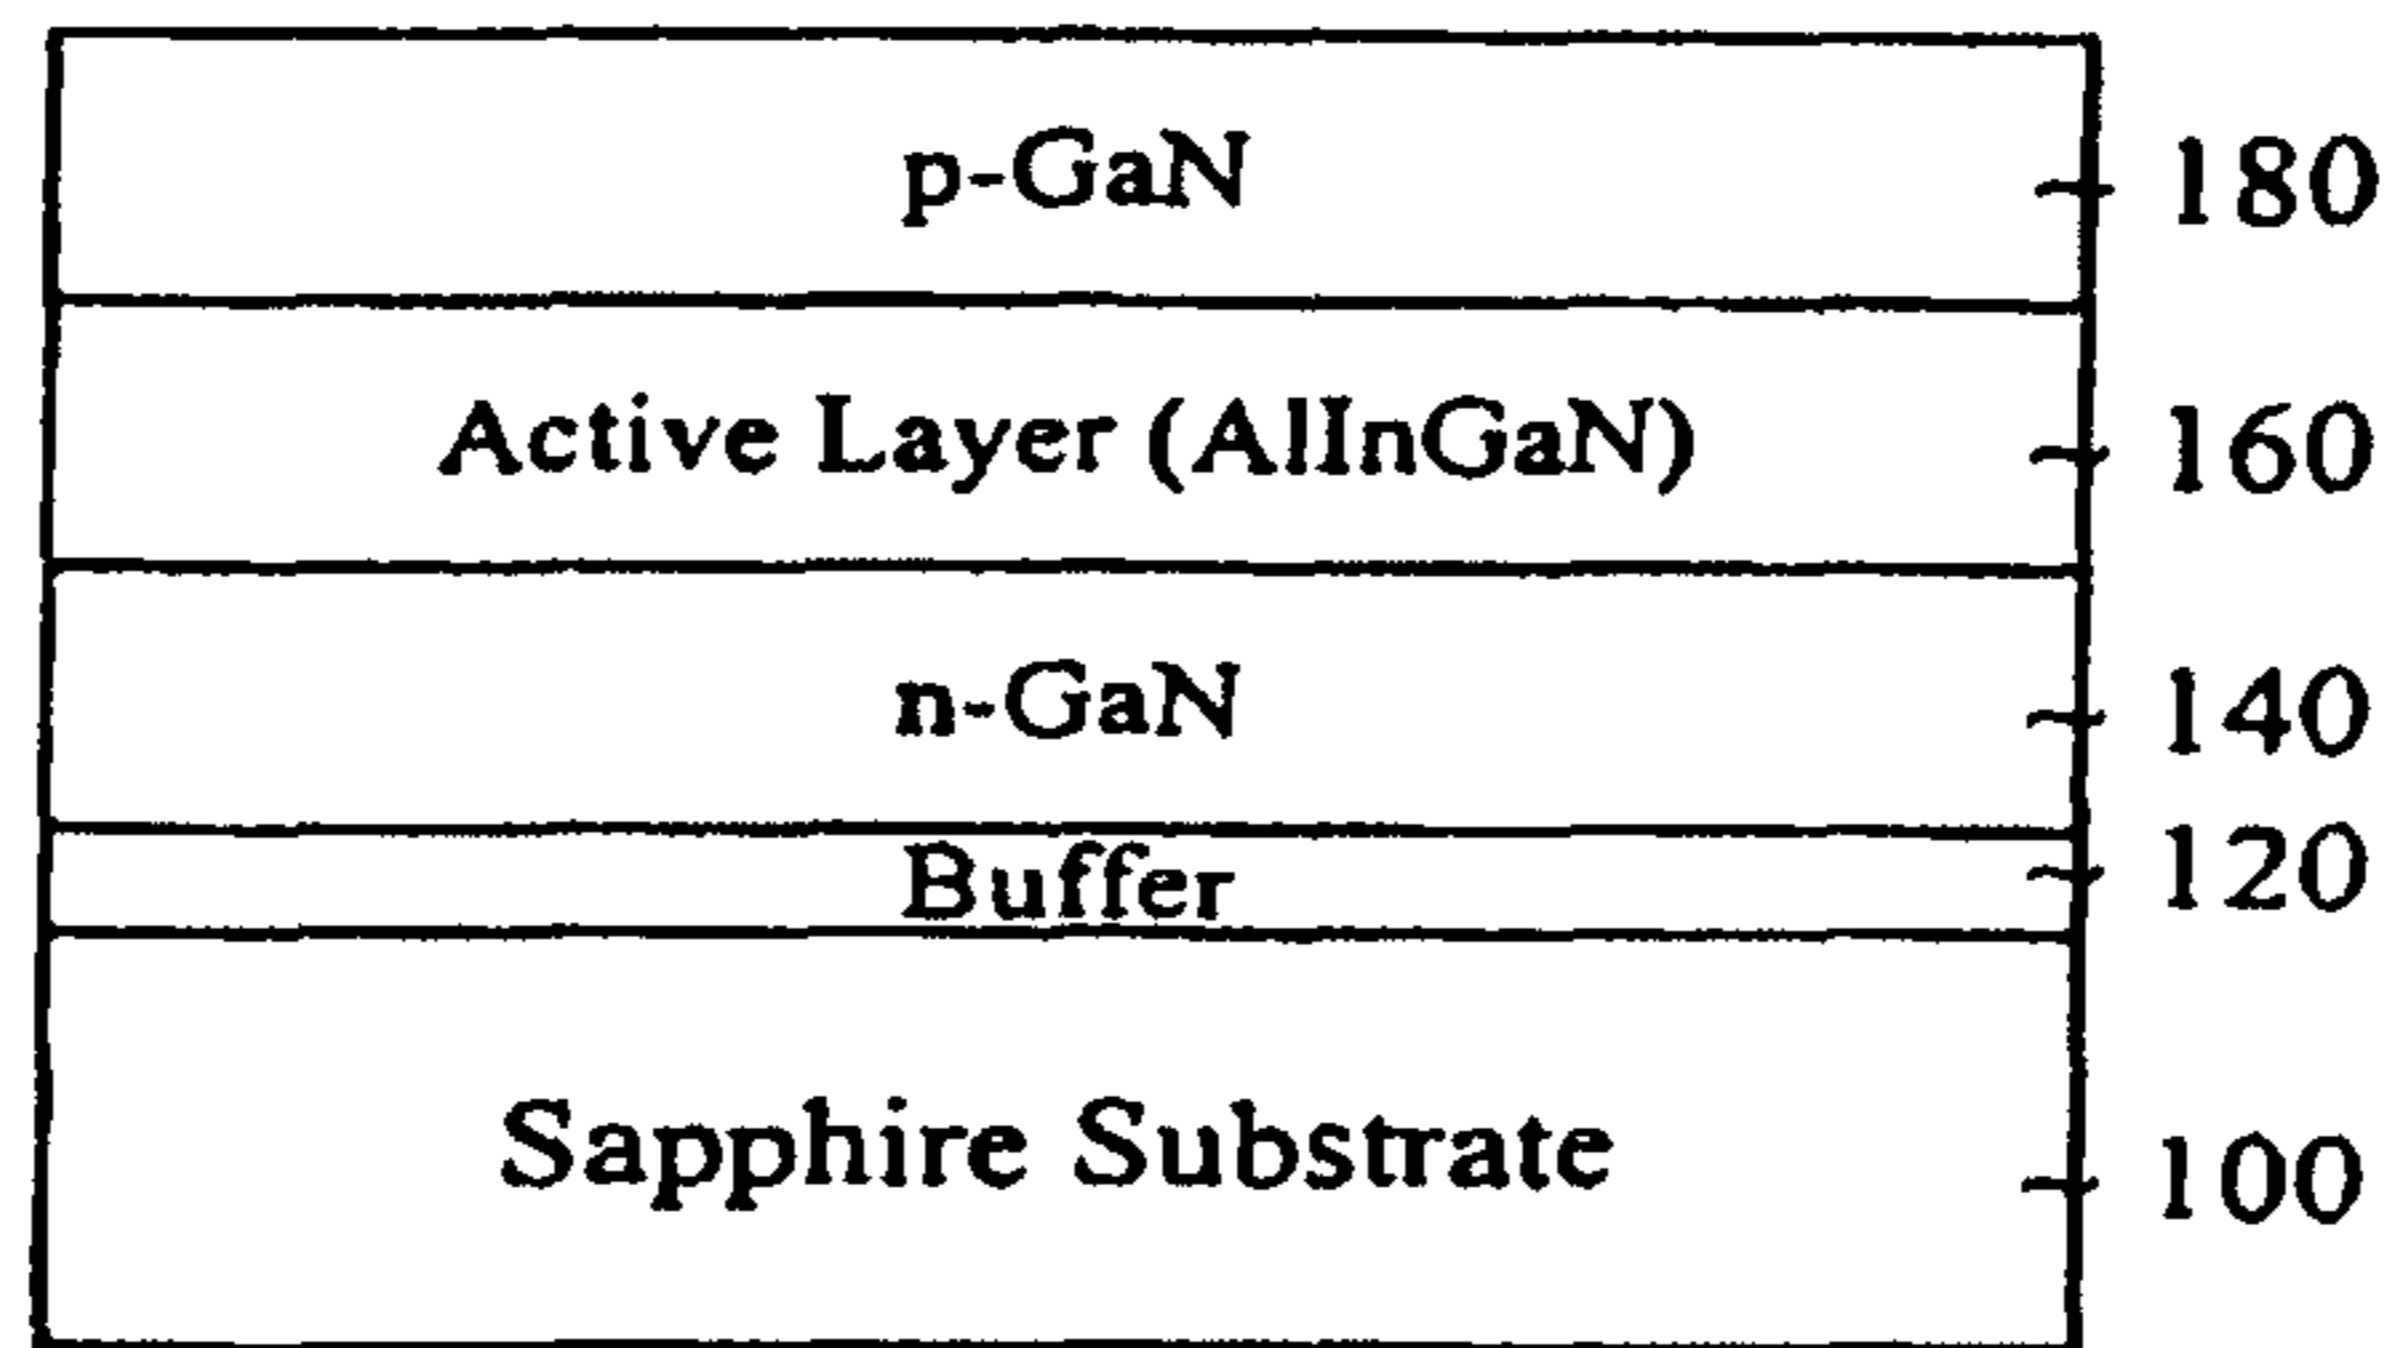 p-GaN 180
Active Layer (AlInGaN) 160
n-GaN 140
Buffer 120
Sapphire Substrate 100